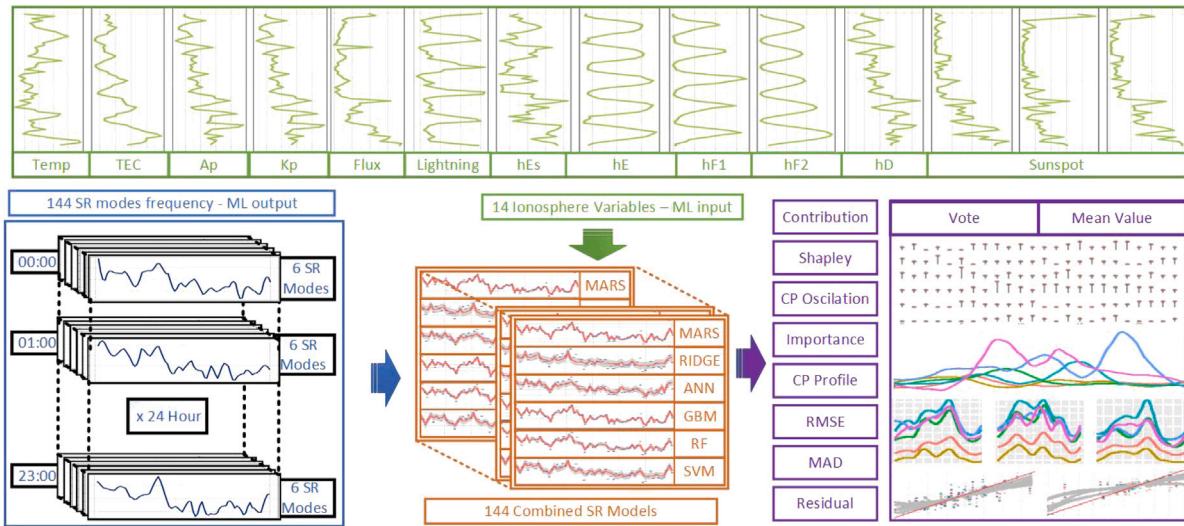 Temp TEC Ap Kp Flux Lightning hEs hE hF1 hF2 hD Sunspot
144 SR modes frequency - ML output
00:00
6 SR
Modes
01:00
6 SR
Modes
x 24 Hour
23:00
6 SR
Modes
14 Ionosphere Variables – ML input
MARS
MARS
RIDGE
ANN
GBM
RF
SVM
144 Combined SR Models
Contribution
Shapley
CP Oscilation
Importance
CP Profile
RMSE
MAD
Residual
Vote
Mean Value